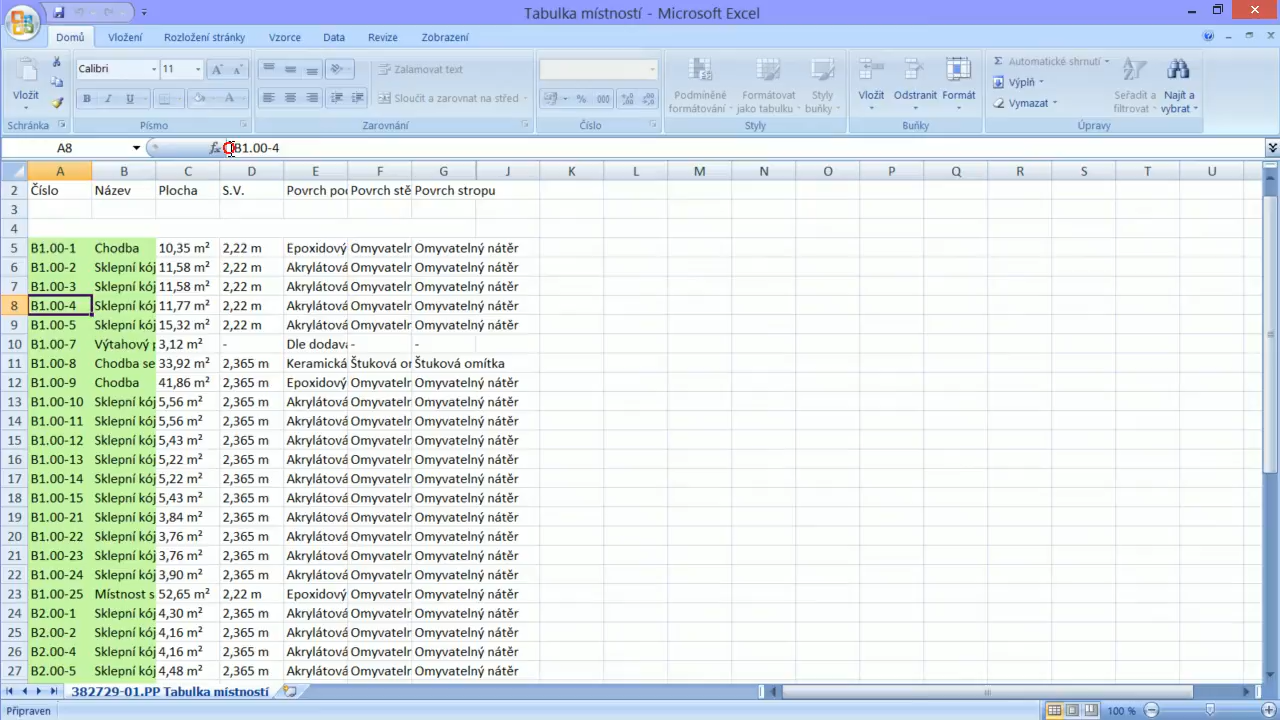 Tabulka místností - Microsoft Excel
Domů Vložení Rozložení stránky Vzorce Data Revize Zobrazení
Vložit
Schránka
Calibri 11
B I U A
Písmo
Zalamovat text
Sloučit a zarovnat na střed
Zarovnání
% 000
Číslo
Podmíněné formátování
Formátovat jako tabulku
Styly buňky
Styly
Vložit Odstranit Formát
Buňky
Σ Automatické shrnutí
Výplň
Vymazat
Seřadit a filtrovat
Najít a vybrat
Úpravy
A8 fx B1.00-4
A B C D E F G J K L M N O P Q R S T U
2 Číslo Název Plocha S.V. Povrch po Povrch stě Povrch stropu
3
4
5 B1.00-1 Chodba 10,35 m² 2,22 m Epoxidový Omyvateln Omyvatelný nátěr
6 B1.00-2 Sklepní kój 11,58 m² 2,22 m Akrylátová Omyvateln Omyvatelný nátěr
7 B1.00-3 Sklepní kój 11,58 m² 2,22 m Akrylátová Omyvateln Omyvatelný nátěr
8 B1.00-4 Sklepní kój 11,77 m² 2,22 m Akrylátová Omyvateln Omyvatelný nátěr
9 B1.00-5 Sklepní kój 15,32 m² 2,22 m Akrylátová Omyvateln Omyvatelný nátěr
10 B1.00-7 Výtahový p 3,12 m² - Dle dodava - -
11 B1.00-8 Chodba se 33,92 m² 2,365 m Keramická Štuková or Štuková omítka
12 B1.00-9 Chodba 41,86 m² 2,365 m Epoxidový Omyvateln Omyvatelný nátěr
13 B1.00-10 Sklepní kój 5,56 m² 2,365 m Akrylátová Omyvateln Omyvatelný nátěr
14 B1.00-11 Sklepní kój 5,56 m² 2,365 m Akrylátová Omyvateln Omyvatelný nátěr
15 B1.00-12 Sklepní kój 5,43 m² 2,365 m Akrylátová Omyvateln Omyvatelný nátěr
16 B1.00-13 Sklepní kój 5,22 m² 2,365 m Akrylátová Omyvateln Omyvatelný nátěr
17 B1.00-14 Sklepní kój 5,22 m² 2,365 m Akrylátová Omyvateln Omyvatelný nátěr
18 B1.00-15 Sklepní kój 5,43 m² 2,365 m Akrylátová Omyvateln Omyvatelný nátěr
19 B1.00-21 Sklepní kój 3,84 m² 2,365 m Akrylátová Omyvateln Omyvatelný nátěr
20 B1.00-22 Sklepní kój 3,76 m² 2,365 m Akrylátová Omyvateln Omyvatelný nátěr
21 B1.00-23 Sklepní kój 3,76 m² 2,365 m Akrylátová Omyvateln Omyvatelný nátěr
22 B1.00-24 Sklepní kój 3,90 m² 2,365 m Akrylátová Omyvateln Omyvatelný nátěr
23 B1.00-25 Místnost s 52,65 m² 2,22 m Epoxidový Omyvateln Omyvatelný nátěr
24 B2.00-1 Sklepní kój 4,30 m² 2,365 m Akrylátová Omyvateln Omyvatelný nátěr
25 B2.00-2 Sklepní kój 4,16 m² 2,365 m Akrylátová Omyvateln Omyvatelný nátěr
26 B2.00-4 Sklepní kój 4,16 m² 2,365 m Akrylátová Omyvateln Omyvatelný nátěr
27 B2.00-5 Sklepní kój 4,48 m² 2,365 m Akrylátová Omyvateln Omyvatelný nátěr
382729-01.PP Tabulka místností
Připraven 100 %